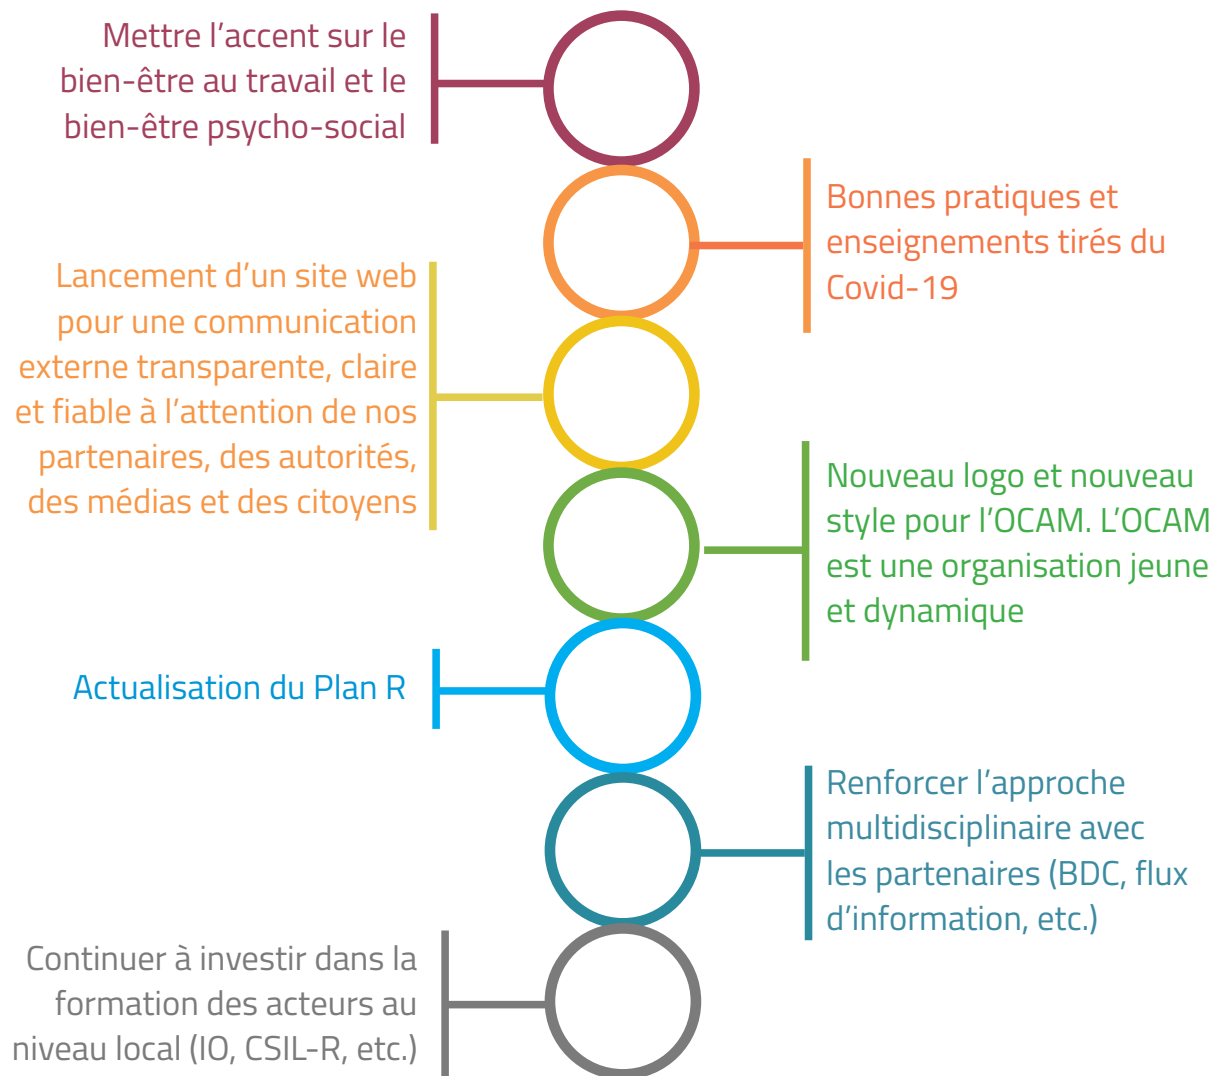 Mettre l’accent sur le
bien-être au travail et le
bien-être psycho-social
Bonnes pratiques et
enseignements tirés du
Covid-19
Lancement d’un site web
pour une communication
externe transparente, claire
et fiable à l’attention de nos
partenaires, des autorités,
des médias et des citoyens
Nouveau logo et nouveau
style pour l’OCAM. L’OCAM
est une organisation jeune
et dynamique
Actualisation du Plan R
Renforcer l’approche
multidisciplinaire avec
les partenaires (BDC, flux
d’information, etc.)
Continuer à investir dans la
formation des acteurs au
niveau local (IO, CSIL-R, etc.)